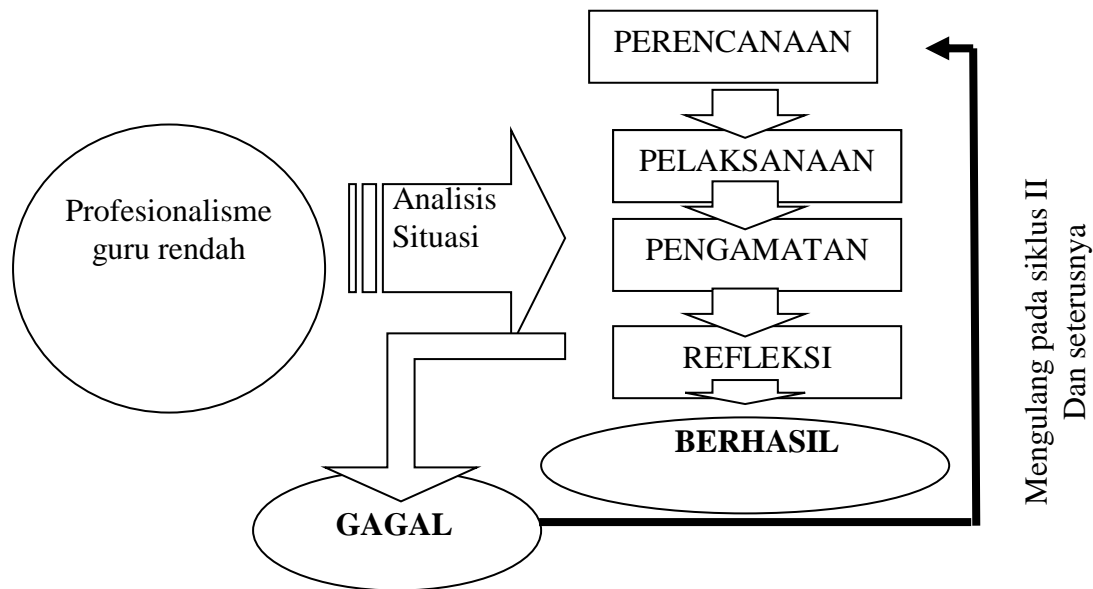 PERENCANAAN
Profesionalisme
guru rendah
Analisis
Situasi
PELAKSANAAN
PENGAMATAN
REFLEKSI
BERHASIL
GAGAL
Mengulang pada siklus II
Dan seterusnya